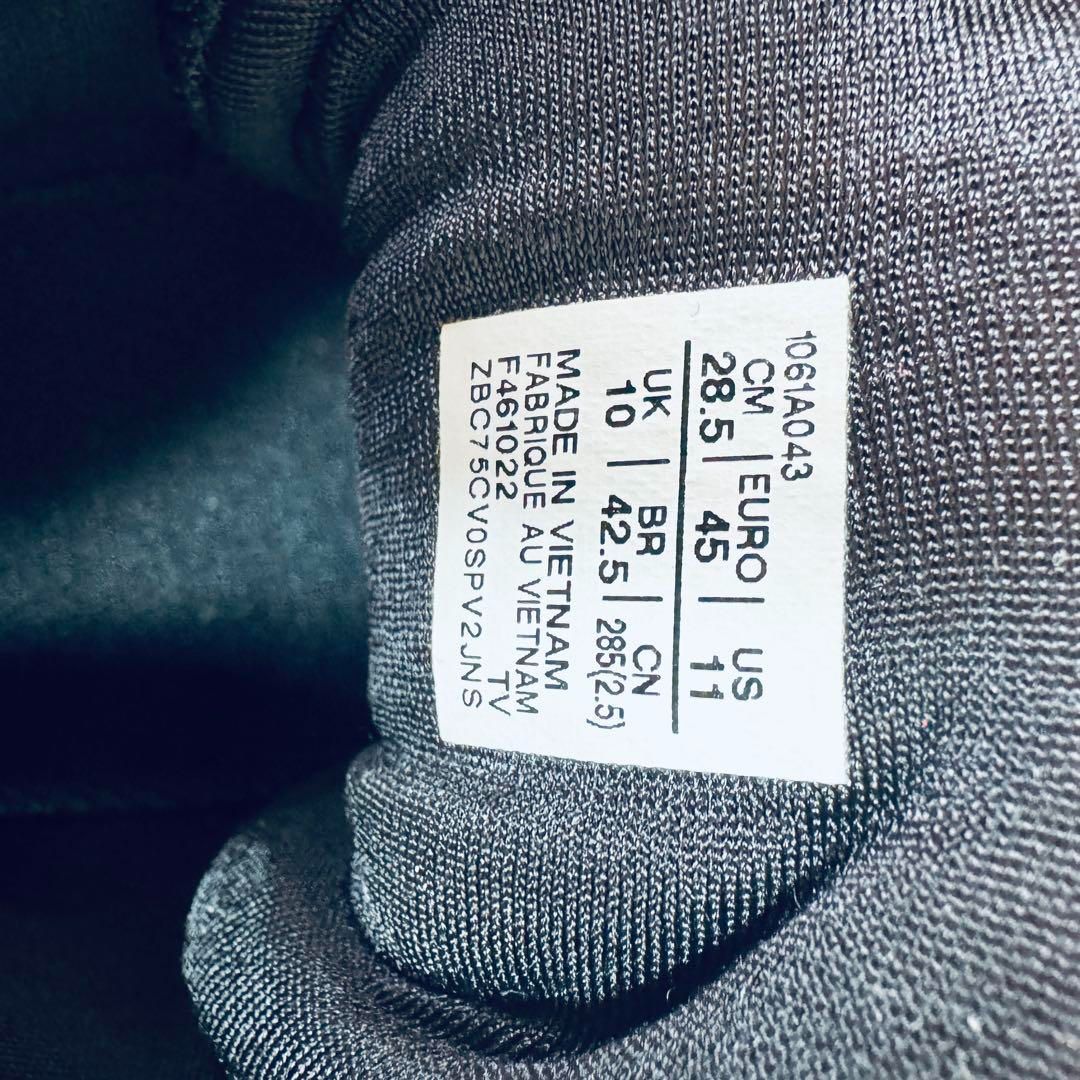 1061A043
CM | EURO | US
28.5 | 45 | 11
UK | BR | CN
10 | 42.5 | 285(2.5)
MADE IN VIETNAM
FABRIQUE AU VIETNAM
F461022 TV
ZBC75CV0SPV2JNS